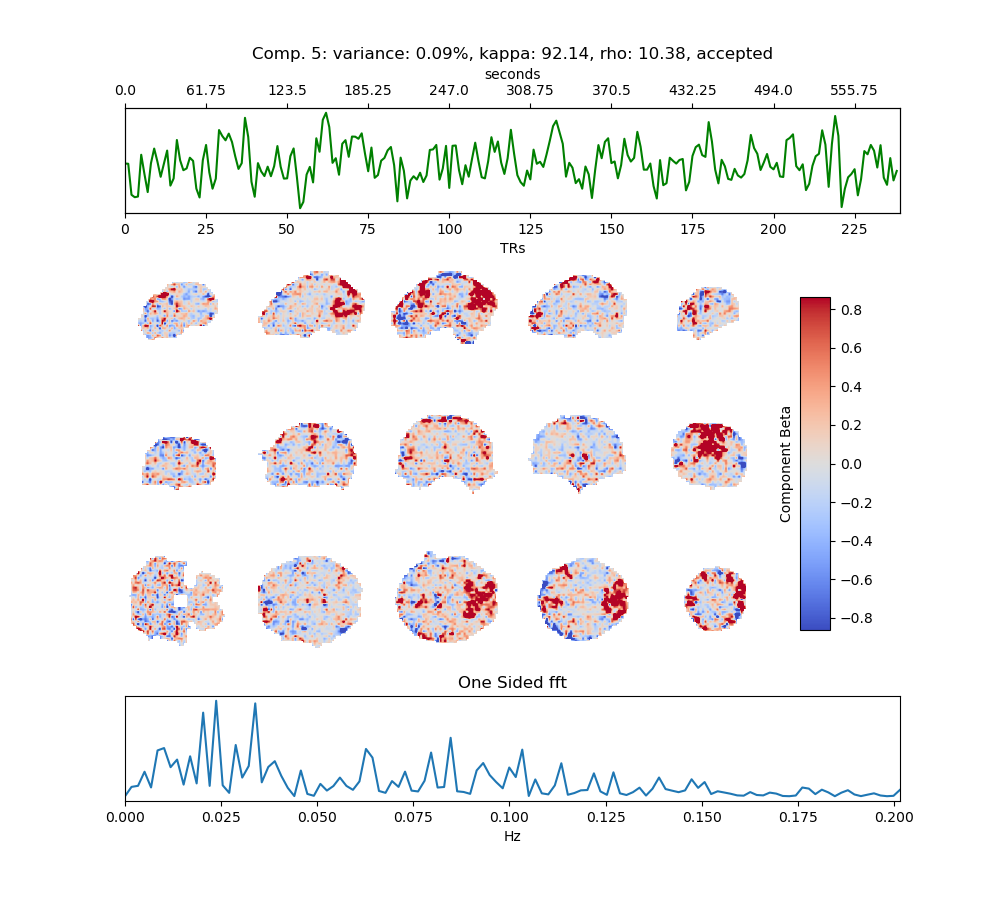 Comp. 5: variance: 0.09%, kappa: 92.14, rho: 10.38, accepted
seconds
0.0 61.75 123.5 185.25 247.0 308.75 370.5 432.25 494.0 555.75
0 25 50 75 100 125 150 175 200 225
TRs
0.8
0.6
0.4
0.2
0.0
−0.2
−0.4
−0.6
−0.8
Component Beta
One Sided fft
0.000 0.025 0.050 0.075 0.100 0.125 0.150 0.175 0.200
Hz